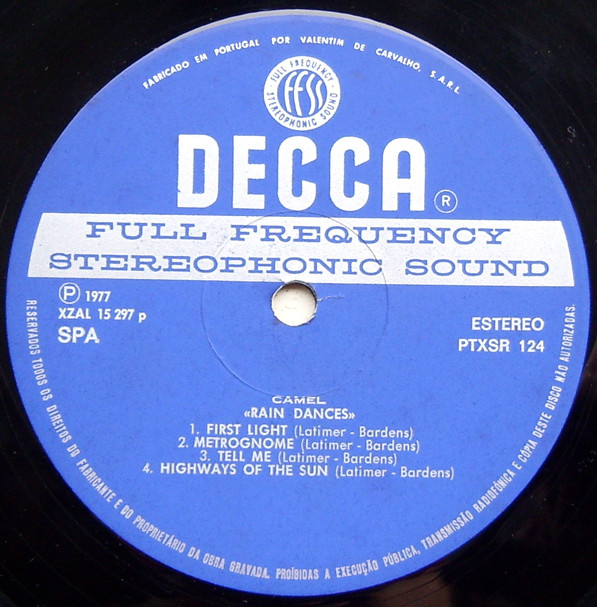 FABRICADO EM PORTUGAL POR VALENTIM DE CARVALHO, S.A.R.L.
FULL FREQUENCY
FFSS
STEREOPHONIC SOUND
DECCA
®
FULL FREQUENCY
STEREOPHONIC SOUND
Ⓟ 1977
XZAL 15 297 p
SPA
ESTEREO
PTXSR 124
CAMEL
«RAIN DANCES»
1. FIRST LIGHT (Latimer - Bardens)
2. METROGNOME (Latimer - Bardens)
3. TELL ME (Latimer - Bardens)
4. HIGHWAYS OF THE SUN (Latimer - Bardens)
RESERVADOS TODOS OS DIREITOS DO FABRICANTE E DO PROPRIETÁRIO DA OBRA GRAVADA. PROÍBIDAS A EXECUÇÃO PÚBLICA, TRANSMISSÃO RADIOFÓNICA E CÓPIA DESTE DISCO NÃO AUTORIZADAS.